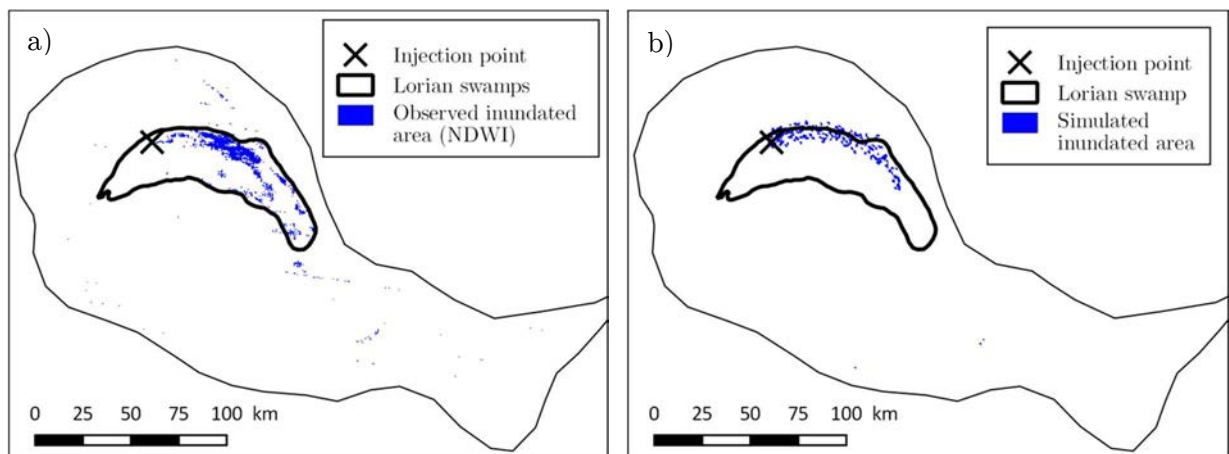 a)
Injection point
Lorian swamps
Observed inundated
area (NDWI)
0 25 50 75 100 km
b)
Injection point
Lorian swamp
Simulated
inundated area
0 25 50 75 100 km